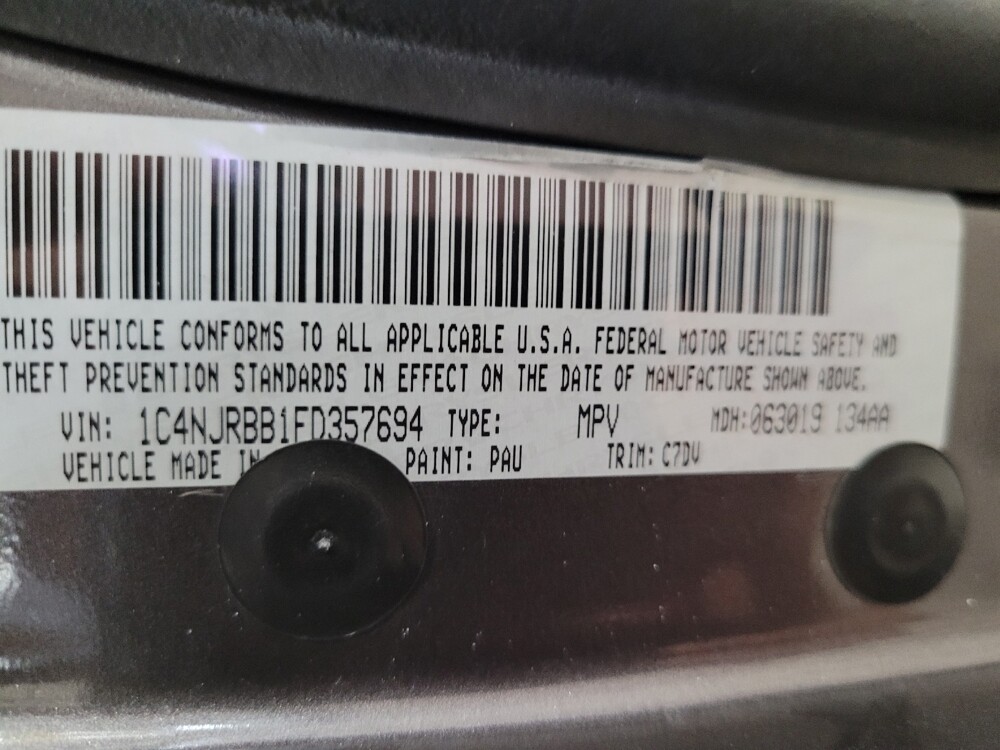 THIS VEHICLE CONFORMS TO ALL APPLICABLE U.S.A. FEDERAL MOTOR VEHICLE SAFETY AND
THEFT PREVENTION STANDARDS IN EFFECT ON THE DATE OF MANUFACTURE SHOWN ABOVE.
VIN: 1C4NJRBB1FD357694 TYPE: MPV MDH:063019 134AA
VEHICLE MADE IN PAINT: PAU TRIM: C7DV